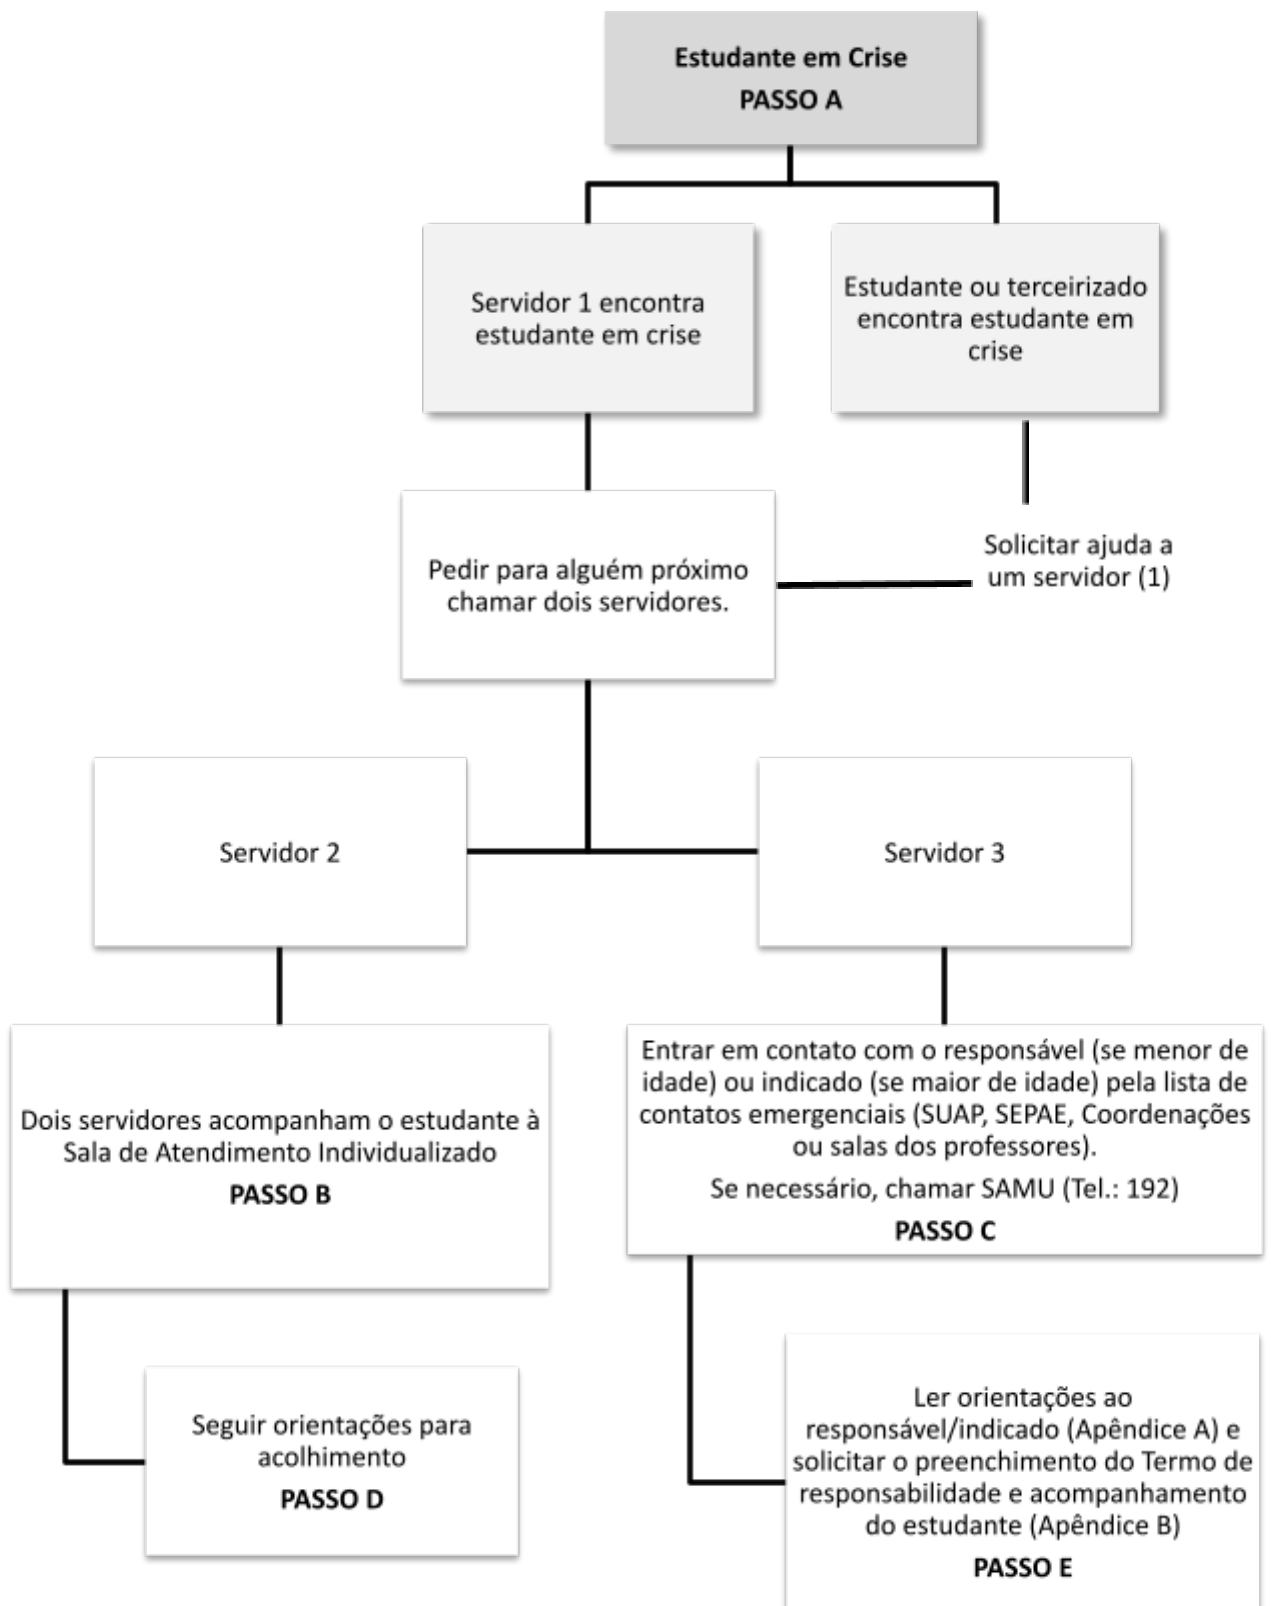 Estudante em Crise
PASSO A
Servidor 1 encontra
estudante em crise
Estudante ou terceirizado
encontra estudante em
crise
Pedir para alguém próximo
chamar dois servidores.
Solicitar ajuda a
um servidor (1)
Servidor 2
Servidor 3
Dois servidores acompanham o estudante à
Sala de Atendimento Individualizado
PASSO B
Entrar em contato com o responsável (se menor de
idade) ou indicado (se maior de idade) pela lista de
contatos emergenciais (SUAP, SEPAE, Coordenações
ou salas dos professores).
Se necessário, chamar SAMU (Tel.: 192)
PASSO C
Seguir orientações para
acolhimento
PASSO D
Ler orientações ao
responsável/indicado (Apêndice A) e
solicitar o preenchimento do Termo de
responsabilidade e acompanhamento
do estudante (Apêndice B)
PASSO E